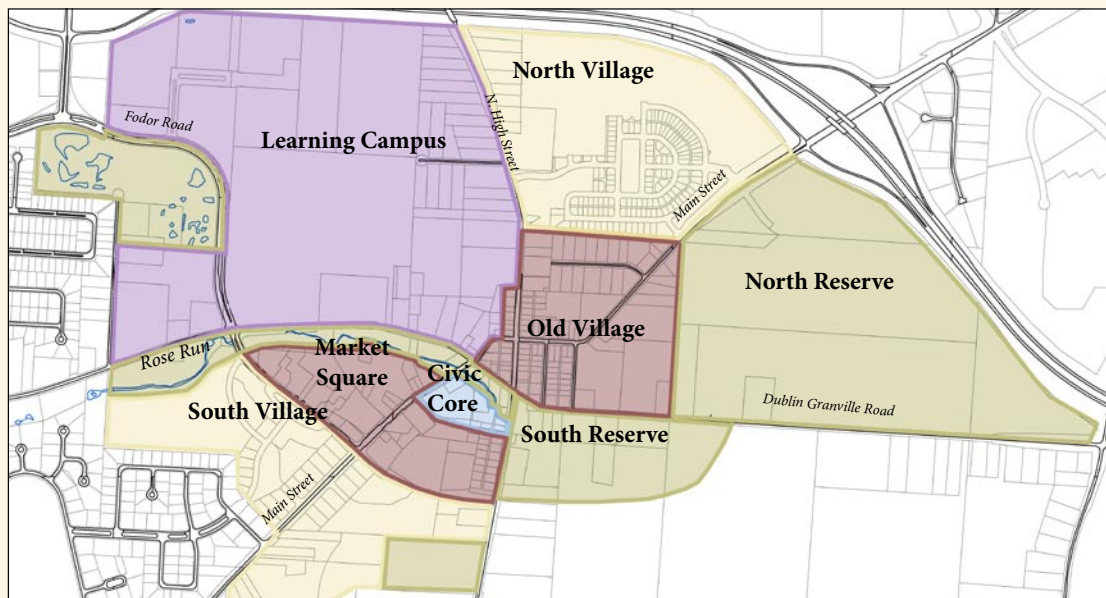 North Village
N. High Street
Fodor Road
Learning Campus
Main Street
North Reserve
Old Village
Rose Run
Market
Square
Civic
Core
South Village
Dublin Granville Road
South Reserve
Main Street